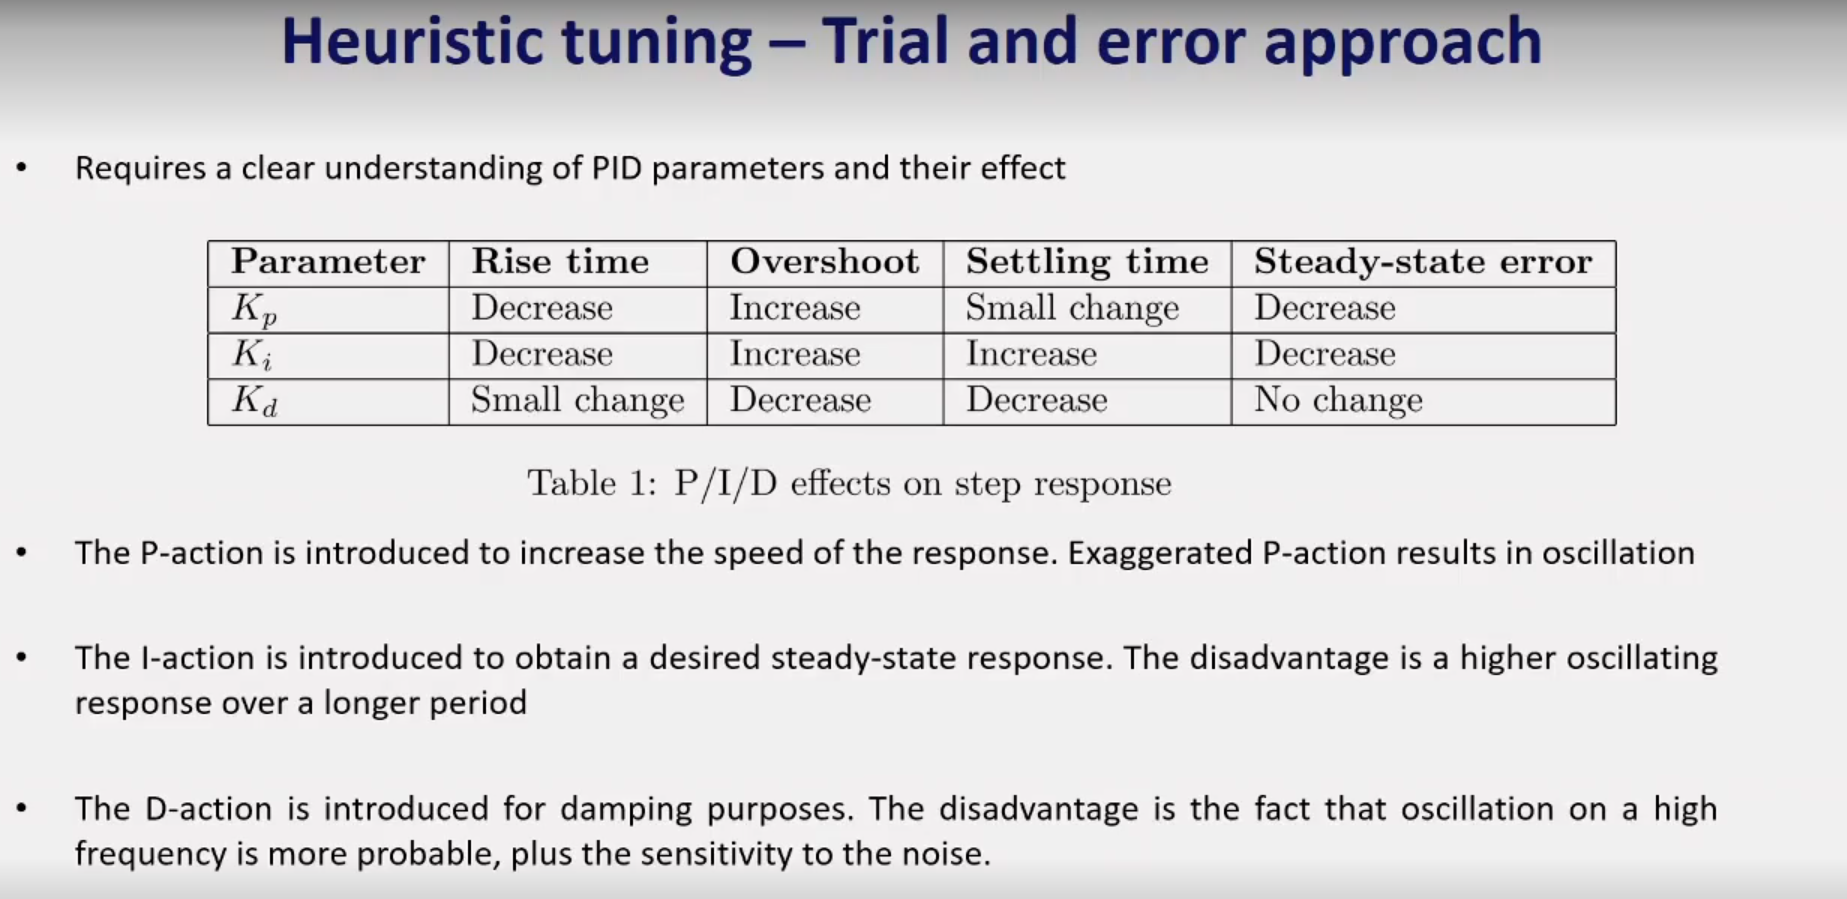 Heuristic tuning – Trial and error approach
• Requires a clear understanding of PID parameters and their effect
Parameter Rise time Overshoot Settling time Steady-state error
Kp Decrease Increase Small change Decrease
Ki Decrease Increase Increase Decrease
Kd Small change Decrease Decrease No change
Table 1: P/I/D effects on step response
• The P-action is introduced to increase the speed of the response. Exaggerated P-action results in oscillation
• The I-action is introduced to obtain a desired steady-state response. The disadvantage is a higher oscillating
response over a longer period
• The D-action is introduced for damping purposes. The disadvantage is the fact that oscillation on a high
frequency is more probable, plus the sensitivity to the noise.